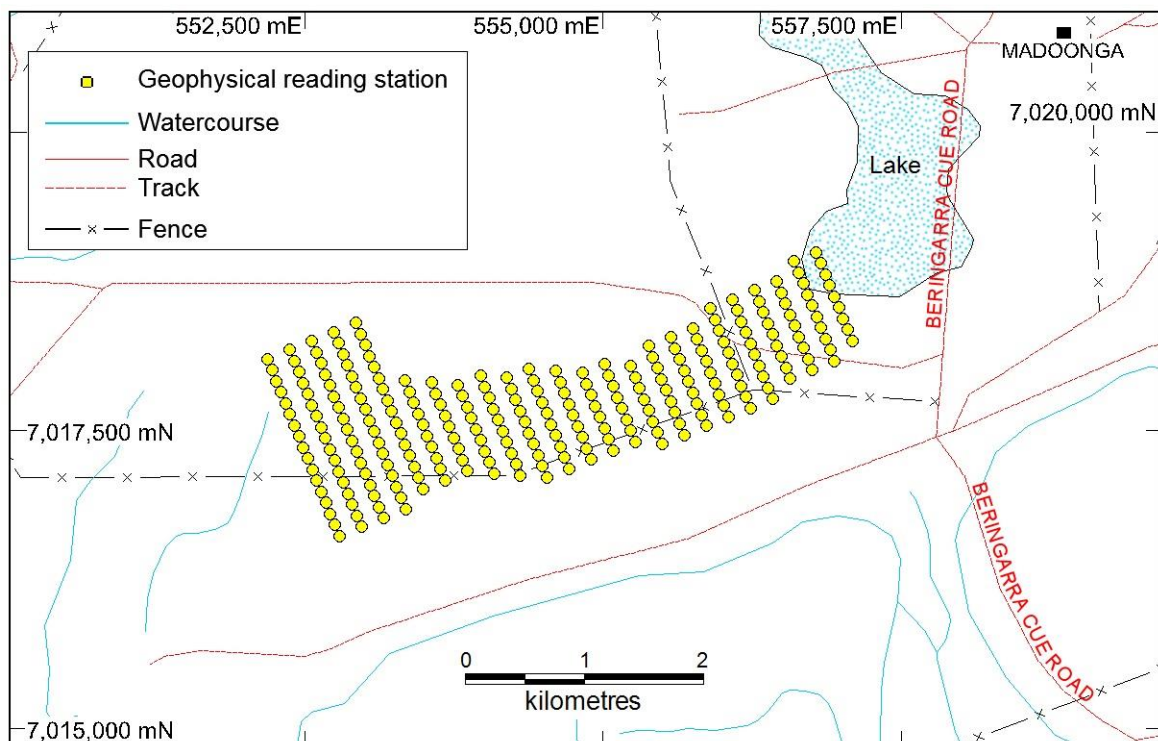 552,500 mE
555,000 mE
557,500 mE
MADOONGA
Geophysical reading station
Watercourse
Road
Track
Fence
7,020,000 mN
Lake
BERINGARRA CUE ROAD
7,017,500 mN
BERINGARRA CUE ROAD
0 1 2
kilometres
7,015,000 mN